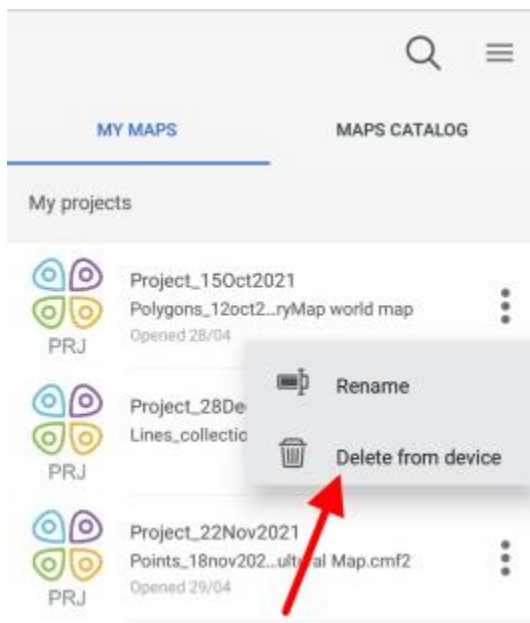 MY MAPS
MAPS CATALOG
My projects
Project_15Oct2021
Polygons_12oct2...ryMap world map
Opened 28/04
PRJ
Rename
Project_28De
Lines_collectio
Delete from device
PRJ
Project_22Nov2021
Points_18nov202...ultural Map.cmf2
Opened 29/04
PRJ